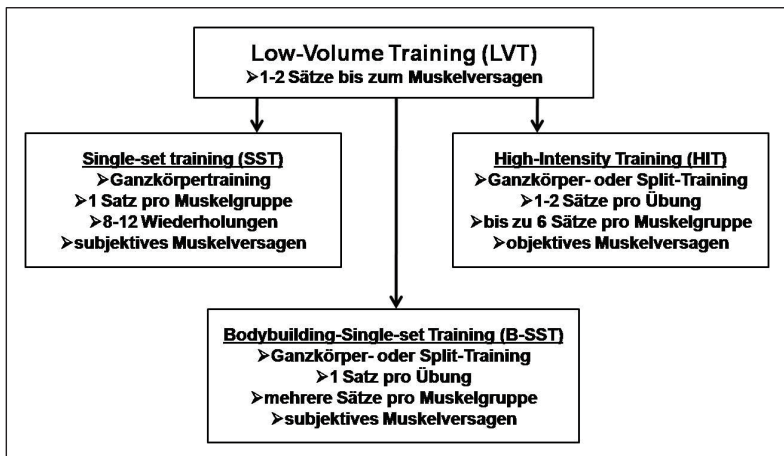 Low-Volume Training (LVT)
➢1-2 Sätze bis zum Muskelversagen
Single-set training (SST)
➢Ganzkörpertraining
➢1 Satz pro Muskelgruppe
➢8-12 Wiederholungen
➢subjektives Muskelversagen
High-Intensity Training (HIT)
➢Ganzkörper- oder Split-Training
➢1-2 Sätze pro Übung
➢bis zu 6 Sätze pro Muskelgruppe
➢objektives Muskelversagen
Bodybuilding-Single-set Training (B-SST)
➢Ganzkörper- oder Split-Training
➢1 Satz pro Übung
➢mehrere Sätze pro Muskelgruppe
➢subjektives Muskelversagen